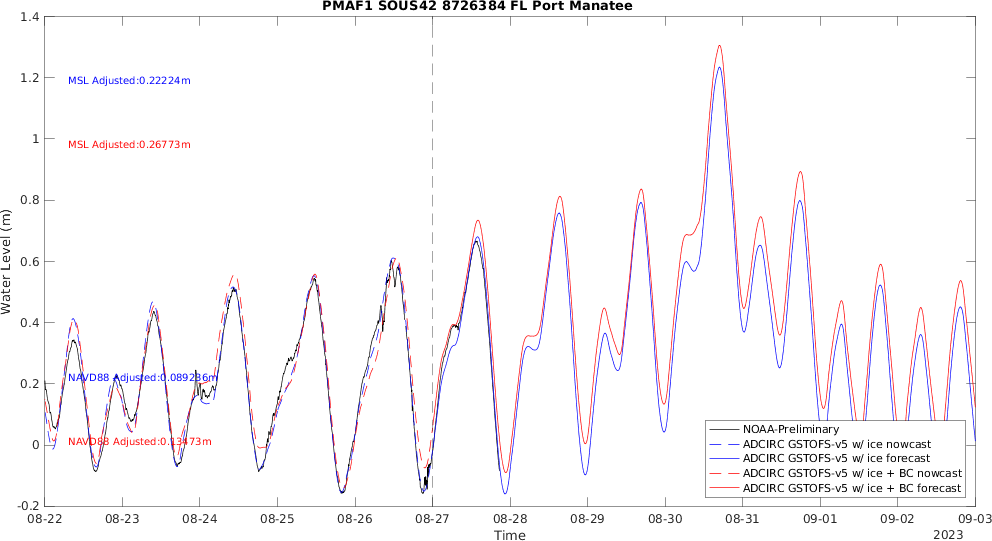 PMAF1 SOUS42 8726384 FL Port Manatee
1.4
1.2
1
0.8
0.6
0.4
0.2
0
-0.2
Water Level (m)
MSL Adjusted:0.22224m
MSL Adjusted:0.26773m
NAVD88 Adjusted:0.089236m
NAVD88 Adjusted:0.13473m
NOAA-Preliminary
ADCIRC GSTOFS-v5 w/ ice nowcast
ADCIRC GSTOFS-v5 w/ ice forecast
ADCIRC GSTOFS-v5 w/ ice + BC nowcast
ADCIRC GSTOFS-v5 w/ ice + BC forecast
08-22 08-23 08-24 08-25 08-26 08-27 08-28 08-29 08-30 08-31 09-01 09-02 09-03
Time
2023